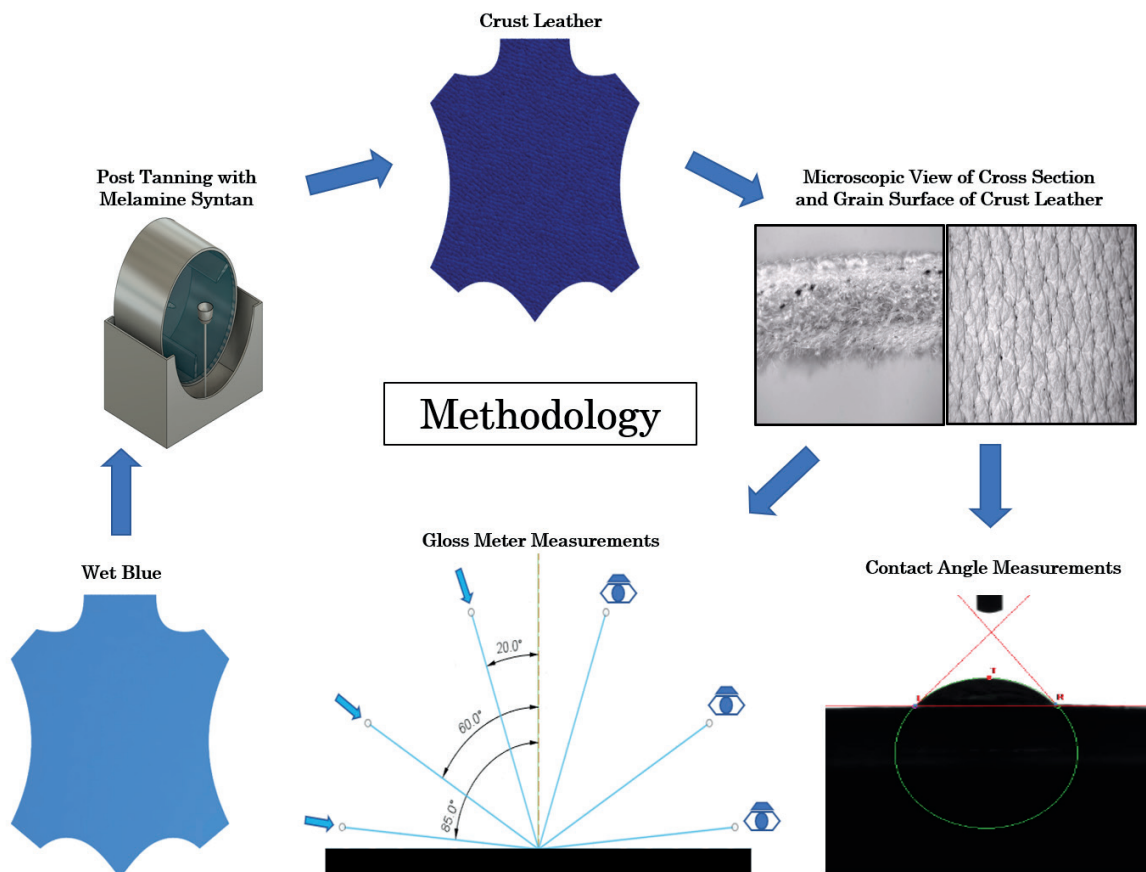 Crust Leather
Post Tanning with
Melamine Syntan
Microscopic View of Cross Section
and Grain Surface of Crust Leather
Methodology
Wet Blue
Gloss Meter Measurements
20.0°
60.0°
85.0°
Contact Angle Measurements
T
L
R